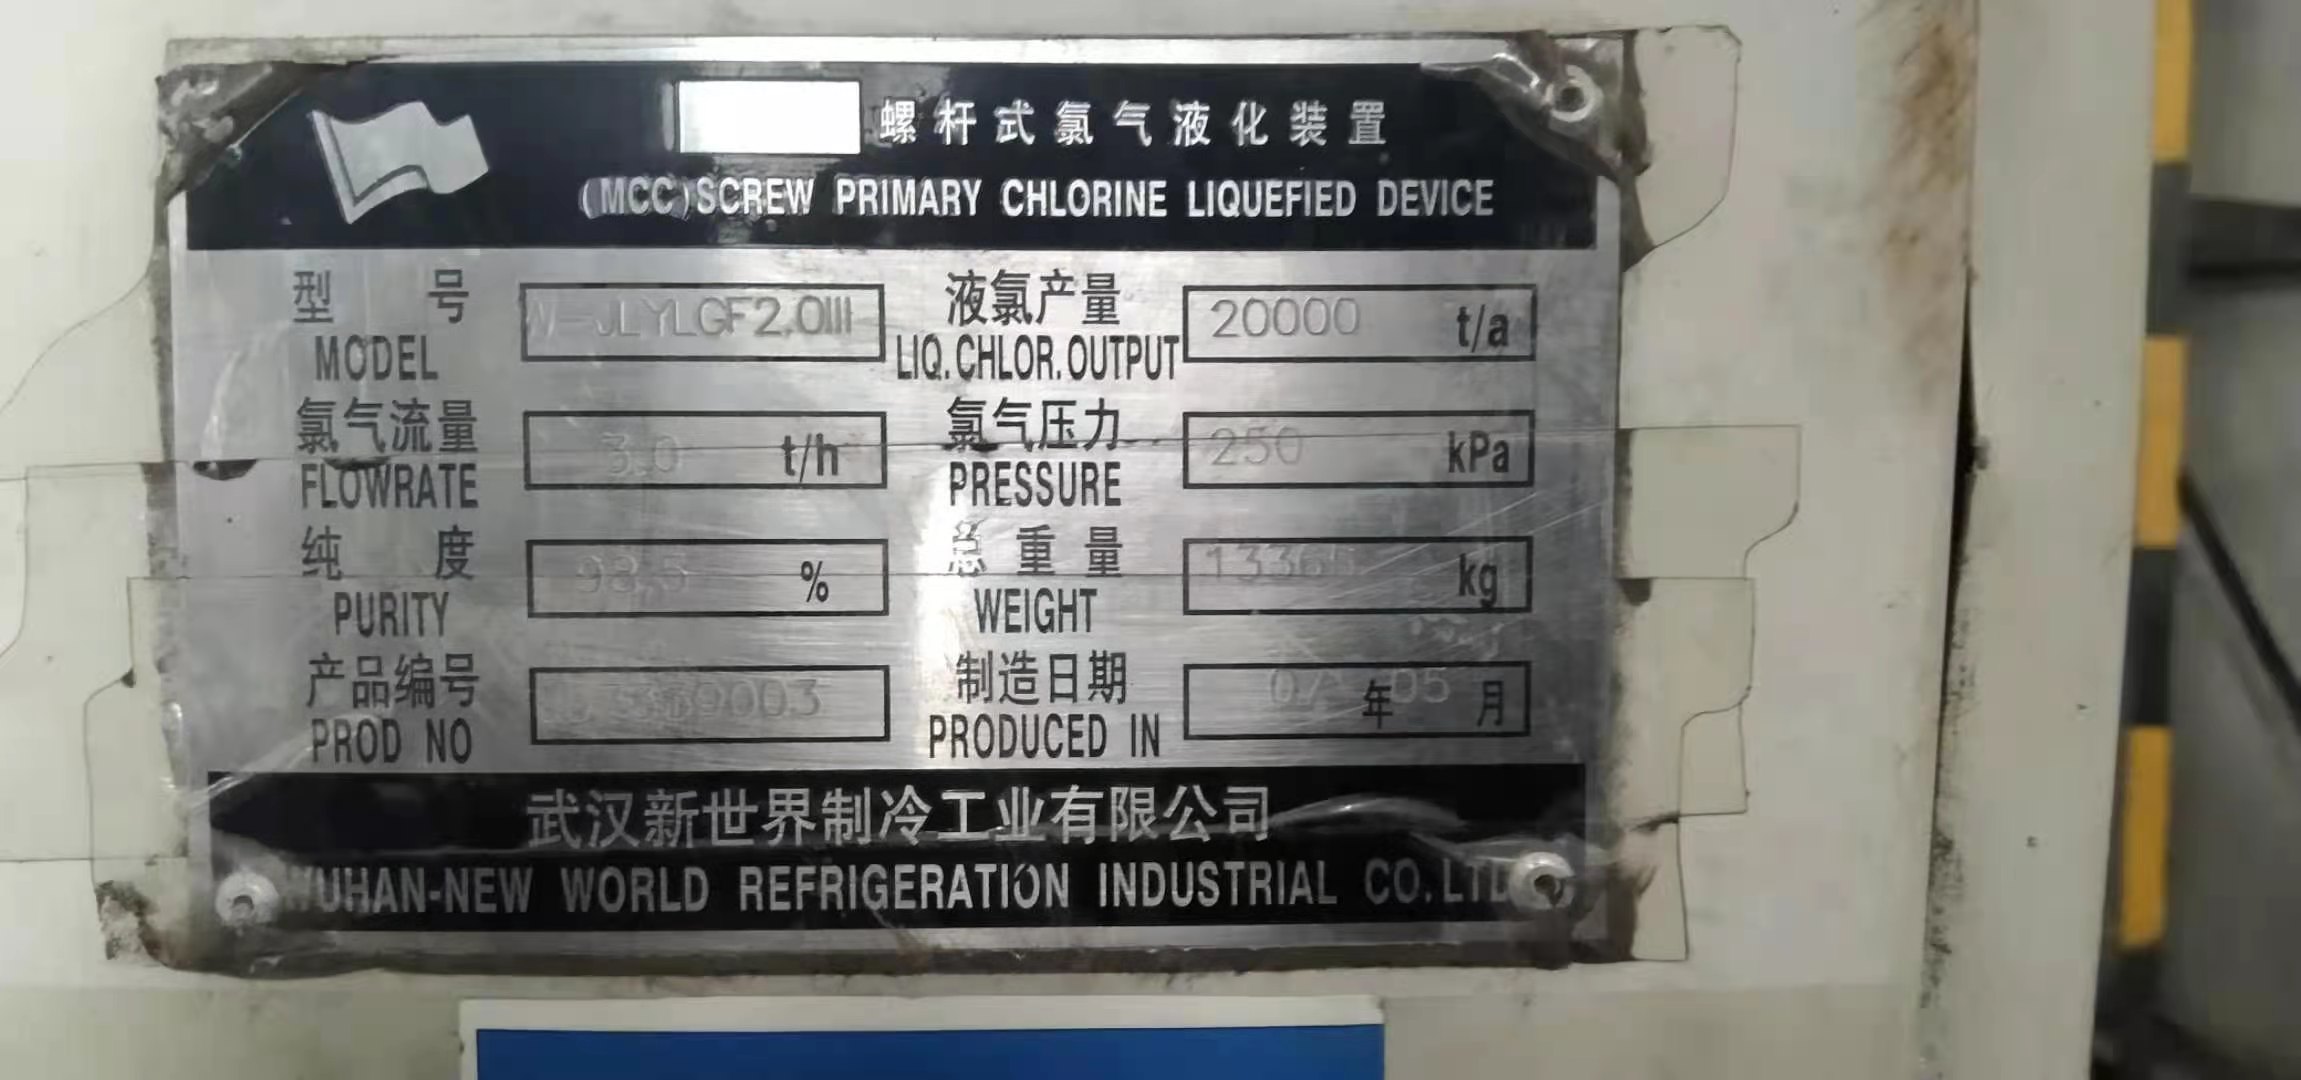 螺杆式氯气液化装置
(MCC)SCREW PRIMARY CHLORINE LIQUEFIED DEVICE
型 号 W-JLYLGF2.0III 液氯产量 20000 t/a
MODEL LIQ.CHLOR.OUTPUT
氯气流量 3.0 t/h 氯气压力 250 kPa
FLOWRATE PRESSURE
纯 度 98.5 % 总重量 kg
PURITY WEIGHT
产品编号 制造日期 07 年 05 月
PROD NO PRODUCED IN
武汉新世界制冷工业有限公司
WUHAN-NEW WORLD REFRIGERATION INDUSTRIAL CO.LTD